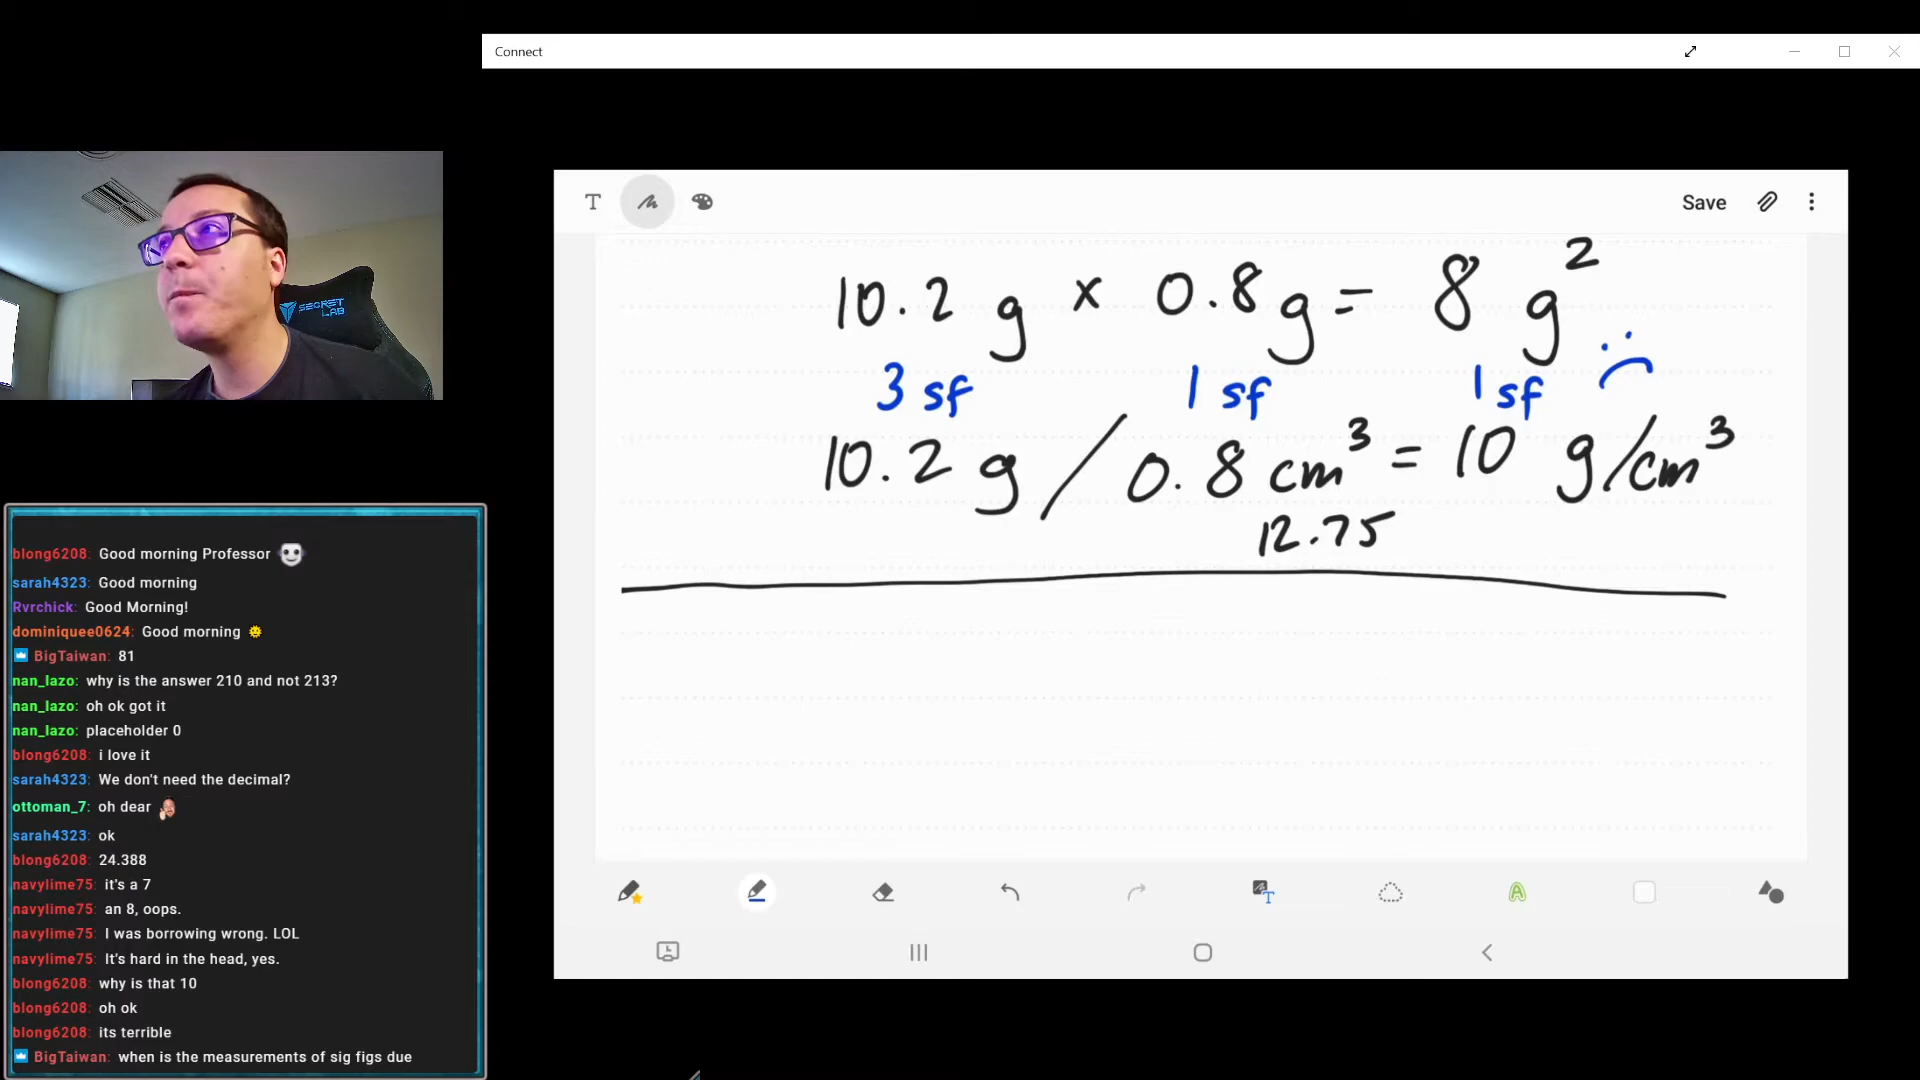 Connect
T
Save
10.2 g x 0.8 g = 8 g²
3 sf 1 sf 1 sf
10.2 g / 0.8 cm³ = 10 g/cm³
12.75
SECRET
LAB
blong6208: Good morning Professor
sarah4323: Good morning
Rvrchick: Good Morning!
dominiquee0624: Good morning
BigTaiwan: 81
nan_lazo: why is the answer 210 and not 213?
nan_lazo: oh ok got it
nan_lazo: placeholder 0
blong6208: i love it
sarah4323: We don't need the decimal?
ottoman_7: oh dear
sarah4323: ok
blong6208: 24.388
navylime75: it's a 7
navylime75: an 8, oops.
navylime75: I was borrowing wrong. LOL
navylime75: It's hard in the head, yes.
blong6208: why is that 10
blong6208: oh ok
blong6208: its terrible
BigTaiwan: when is the measurements of sig figs due
T
A